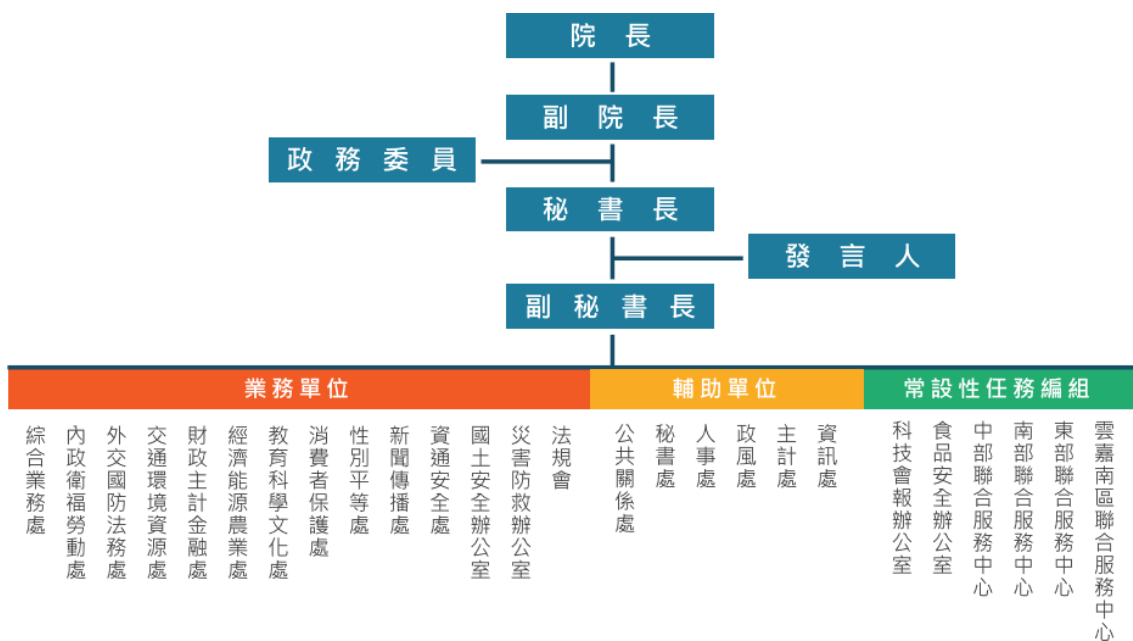 院長
副院長
政務委員
秘書長
發言人
副秘書長
業務單位
輔助單位
常設性任務編組
綜合業務處
內政衛福勞動處
外交國防法務處
交通環境資源處
財政主計金融處
經濟能源農業處
教育科學文化處
消費者保護處
性別平等處
新聞傳播處
資通安全處
國土安全辦公室
災害防救辦公室
法規會
公共關係處
秘書處
人事處
政風處
主計處
資訊處
科技會報辦公室
食品安全辦公室
中部聯合服務中心
南部聯合服務中心
東部聯合服務中心
雲嘉南區聯合服務中心